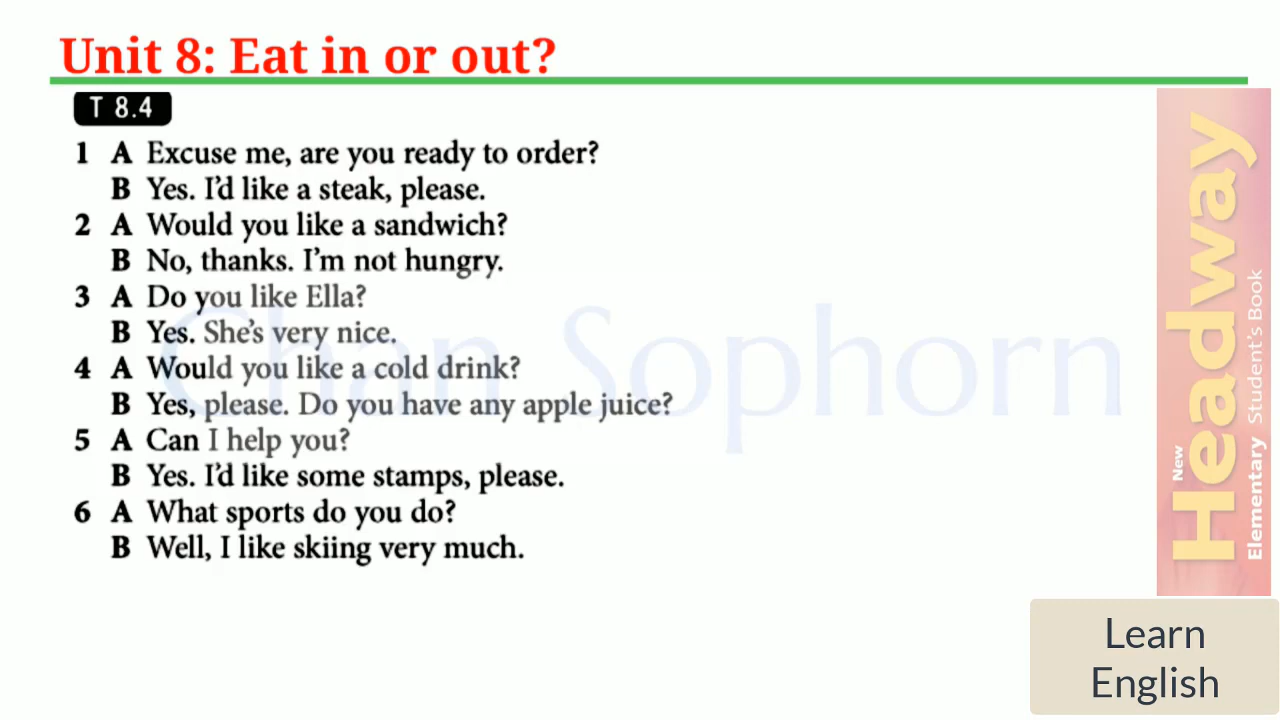 Unit 8: Eat in or out?
T 8.4
1 A Excuse me, are you ready to order?
B Yes. I'd like a steak, please.
2 A Would you like a sandwich?
B No, thanks. I'm not hungry.
3 A Do you like Ella?
B Yes. She's very nice.
4 A Would you like a cold drink?
B Yes, please. Do you have any apple juice?
5 A Can I help you?
B Yes. I'd like some stamps, please.
6 A What sports do you do?
B Well, I like skiing very much.
Chan Sophorn
New
Headway
Elementary Student's Book
Learn
English